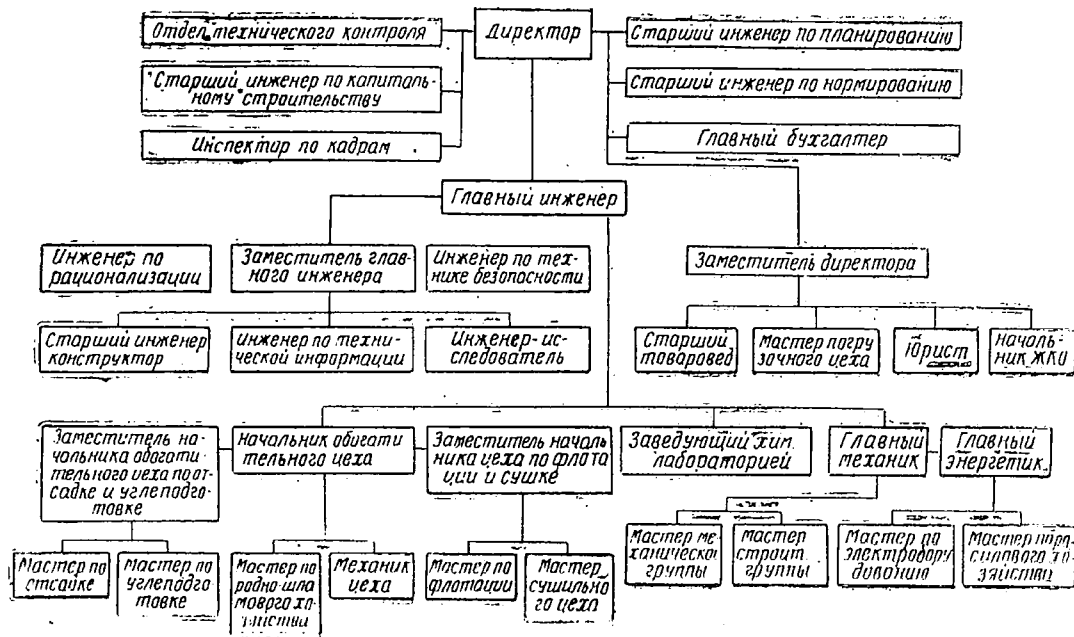 Отдел технического контроля
Директор
Старший инженер по планированию
Старший инженер по капиталь-
ному строительству
Старший инженер по нормированию
Инспектор по кадрам
Главный бухгалтер
Главный инженер
Инженер по
рационализации
Заместитель глав-
ного инженера
Инженер по тех-
нике безопасности
Заместитель директора
Старший инженер
конструктор
Инженер по техни-
ческой информации
Инженер-ис-
следователь
Старший
товаровед
Мастер погру
зочного цеха
Юрист
Началь-
ник ЖКО
Заместитель на-
чальника обогати
тельного цеха по от-
садке и углеподго-
товке
Начальник обогати
тельного цеха
Заместитель началь
ника цеха по флота
ции и сушке
Заведующий хим.
лабораторией
Главный
механик
Главный
энергетик
Мастер по
отсадке
Мастер по
углеподго
товке
Мастер по
водно-шла
мового хо
зяйства
Механик
цеха
Мастер по
флотации
Мастер
сушильно
го цеха
Мастер ме
ханической
группы
Мастер
строит.
группы
Мастер по
электробору
дованию
Мастер паро
силового хо
зяйства